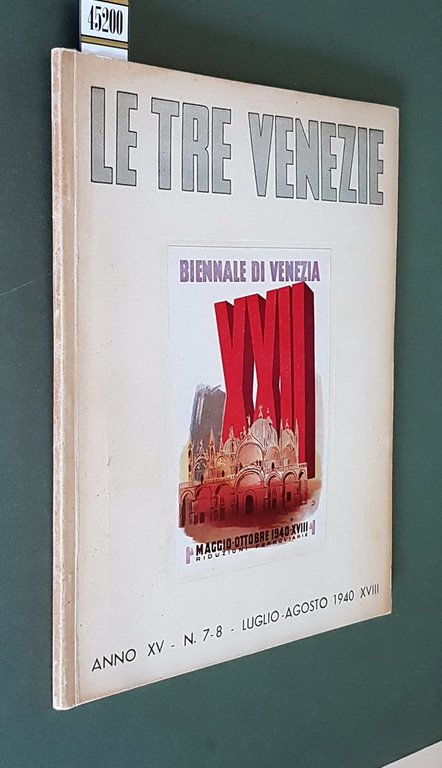 45200
LE TRE VENEZIE
BIENNALE DI VENEZIA
XXII
MAGGIO-OTTOBRE 1940-XVIII
RIDUZIONI FERROVIARIE
ANNO XV - N. 7-8 - LUGLIO-AGOSTO 1940 XVIII